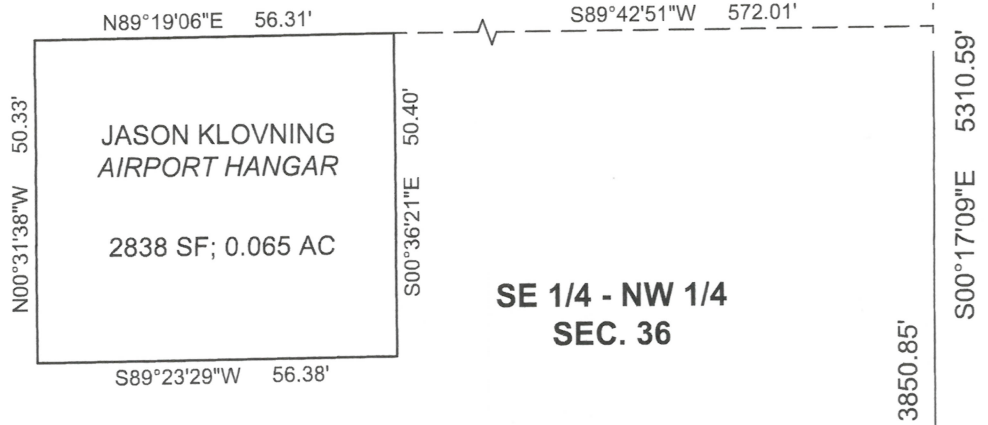 N89°19'06"E 56.31'
S89°42'51"W 572.01'
N00°31'38"W 50.33'
JASON KLOVNING
AIRPORT HANGAR
2838 SF; 0.065 AC
S00°36'21"E 50.40'
S89°23'29"W 56.38'
SE 1/4 - NW 1/4
SEC. 36
3850.85'
S00°17'09"E 5310.59'